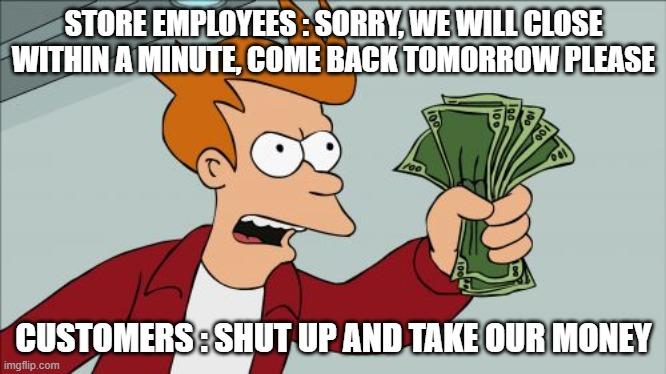 STORE EMPLOYEES : SORRY, WE WILL CLOSE
WITHIN A MINUTE, COME BACK TOMORROW PLEASE
100
CUSTOMERS : SHUT UP AND TAKE OUR MONEY
imgflip.com